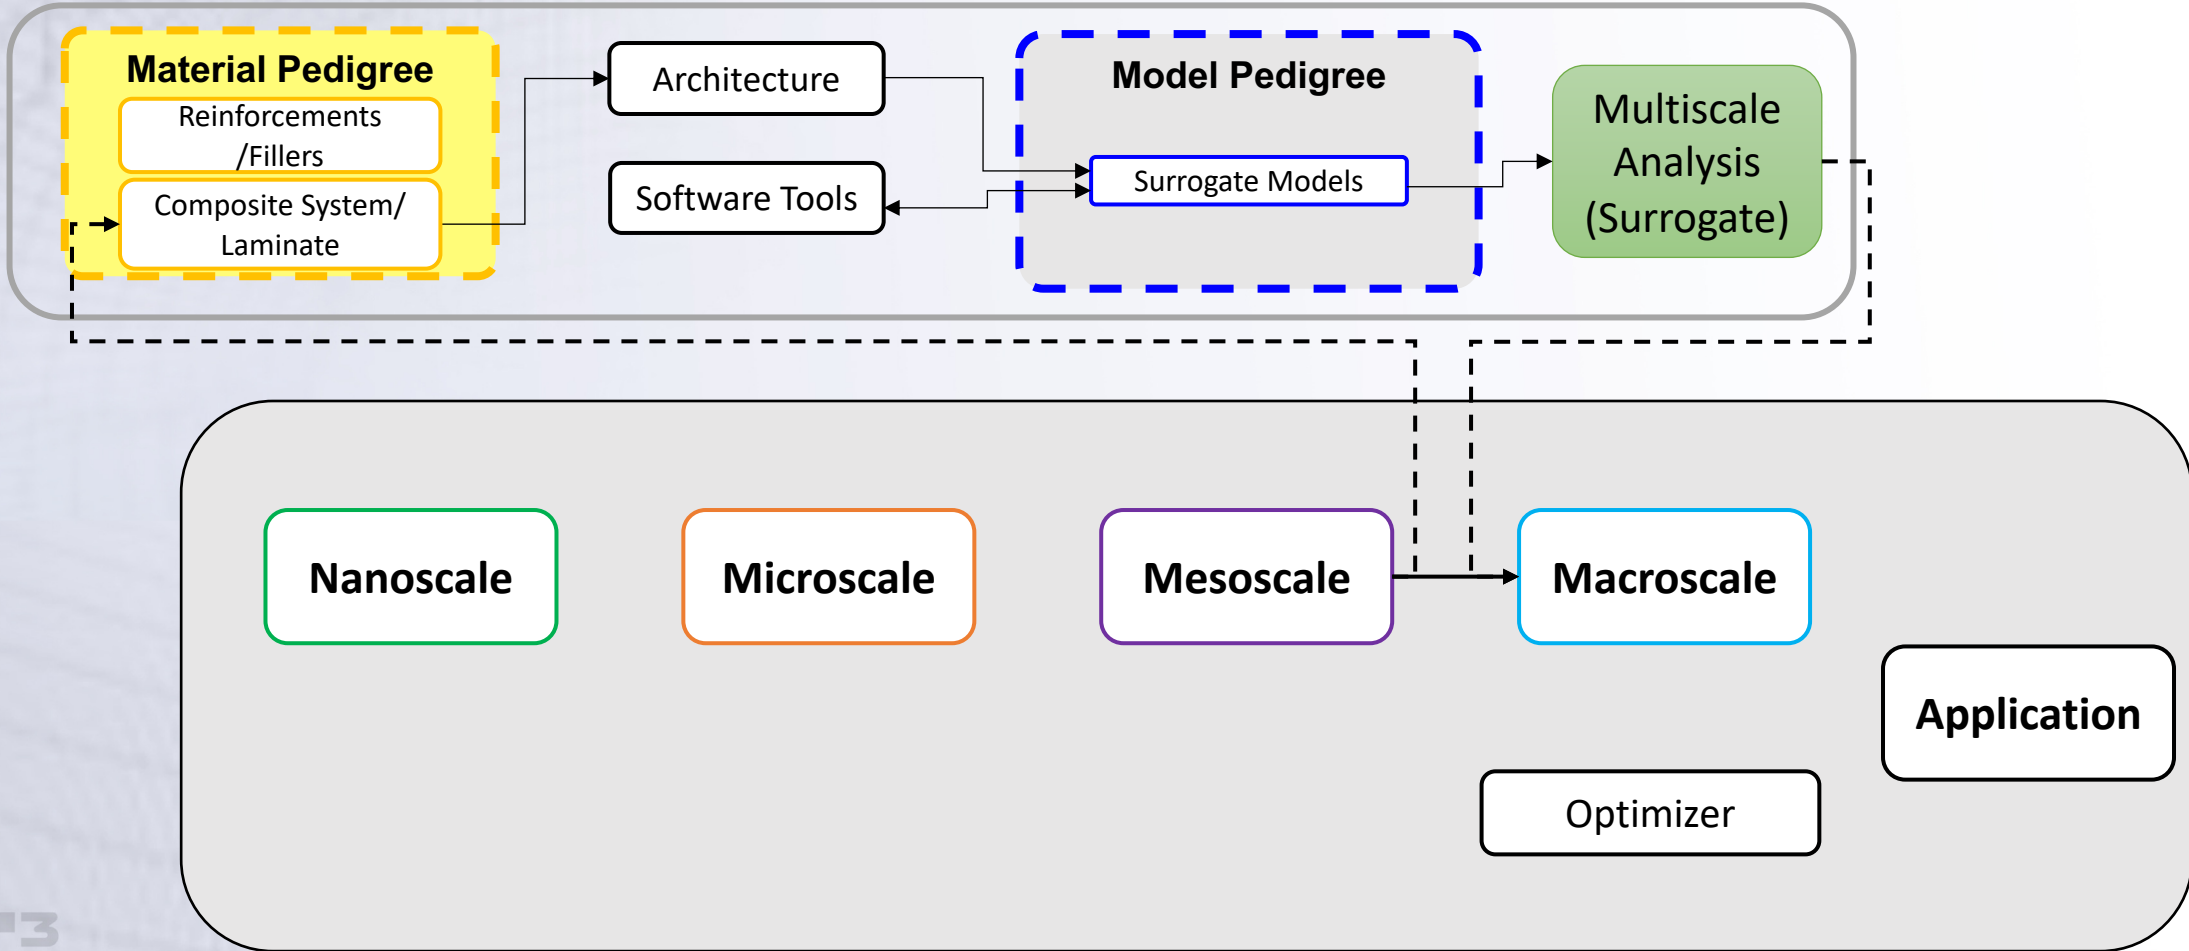 Material Pedigree
Reinforcements
/Fillers
Composite System/
Laminate
Architecture
Software Tools
Model Pedigree
Surrogate Models
Multiscale
Analysis
(Surrogate)
Nanoscale
Microscale
Mesoscale
Macroscale
Application
Optimizer